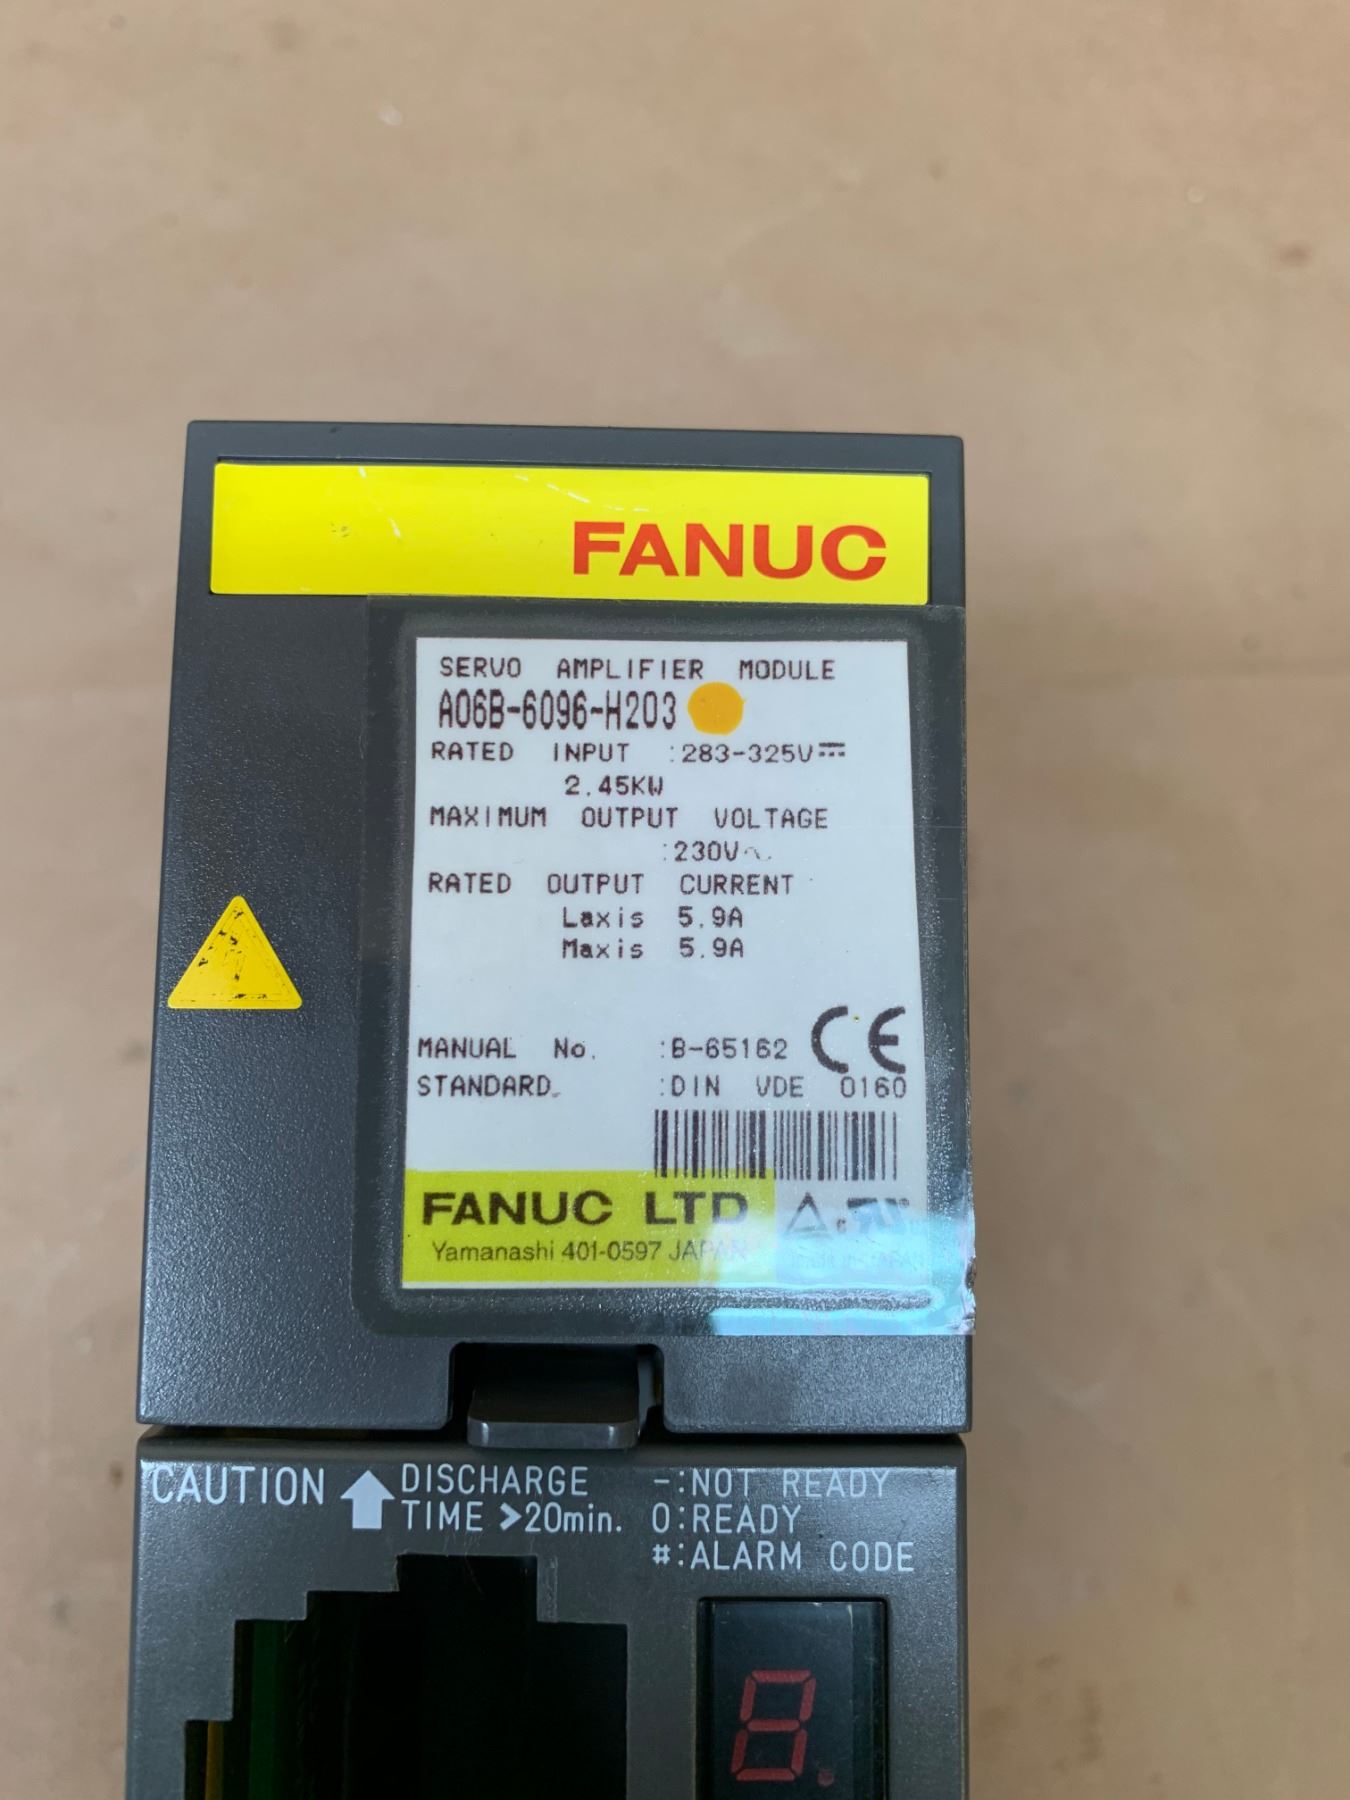 FANUC
SERVO AMPLIFIER MODULE
A06B-6096-H203
RATED INPUT :283-325V⎓
2.45KW
MAXIMUM OUTPUT VOLTAGE
:230V~
RATED OUTPUT CURRENT
Laxis 5.9A
Maxis 5.9A
MANUAL No. :B-65162 CE
STANDARD. :DIN VDE 0160
FANUC LTD
Yamanashi 401-0597 JAPAN
CAUTION ⬆ DISCHARGE TIME >20min.
-:NOT READY
0:READY
#:ALARM CODE
8.